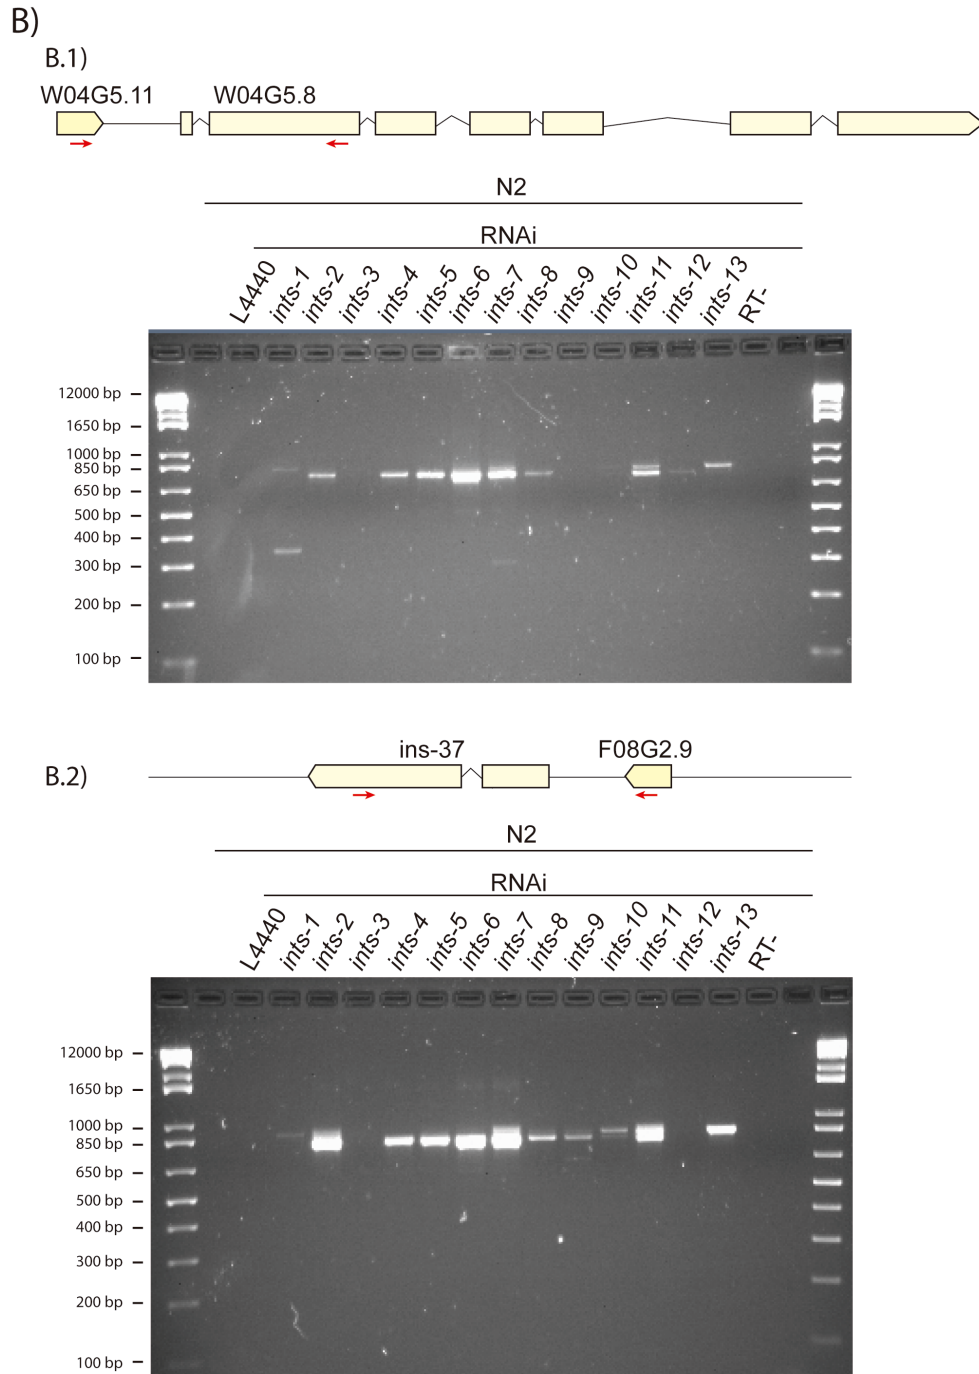 B)
B.1)
W04G5.11 W04G5.8
N2
RNAi
L4440 ints-1 ints-2 ints-3 ints-4 ints-5 ints-6 ints-7 ints-8 ints-9 ints-10 ints-11 ints-12 ints-13 RT-
12000 bp
1650 bp
1000 bp
850 bp
650 bp
500 bp
400 bp
300 bp
200 bp
100 bp
B.2)
ins-37 F08G2.9
N2
RNAi
L4440 ints-1 ints-2 ints-3 ints-4 ints-5 ints-6 ints-7 ints-8 ints-9 ints-10 ints-11 ints-12 ints-13 RT-
12000 bp
1650 bp
1000 bp
850 bp
650 bp
500 bp
400 bp
300 bp
200 bp
100 bp